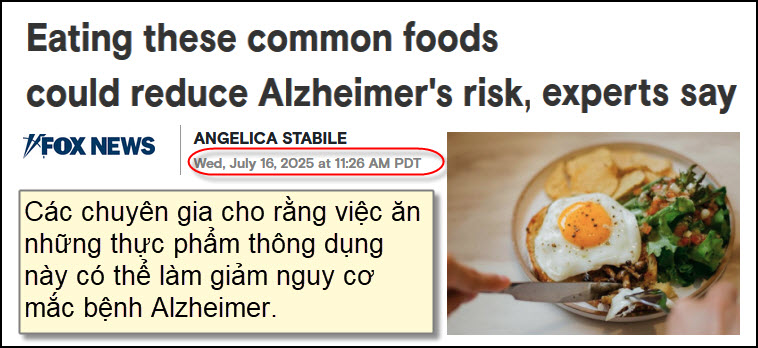 Eating these common foods
could reduce Alzheimer's risk, experts say
FOX NEWS
ANGELICA STABILE
Wed, July 16, 2025 at 11:26 AM PDT
Các chuyên gia cho rằng việc ăn
những thực phẩm thông dụng
này có thể làm giảm nguy cơ
mắc bệnh Alzheimer.